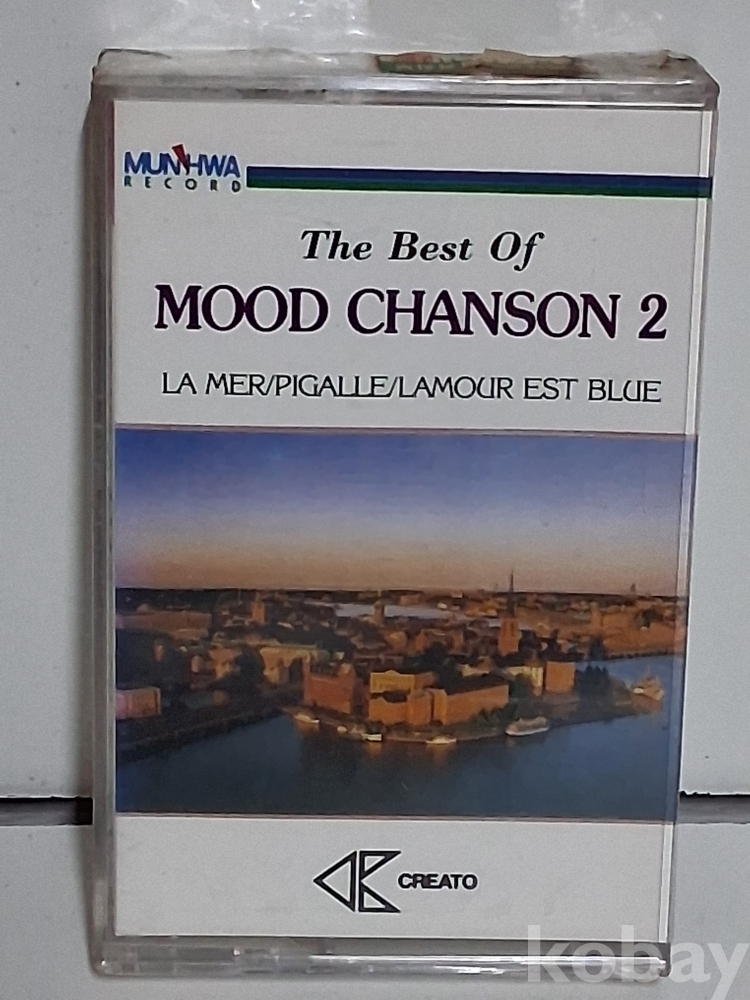 MUNHWA
RECORD
The Best Of
MOOD CHANSON 2
LA MER/PIGALLE/LAMOUR EST BLUE
CREATO
kobay